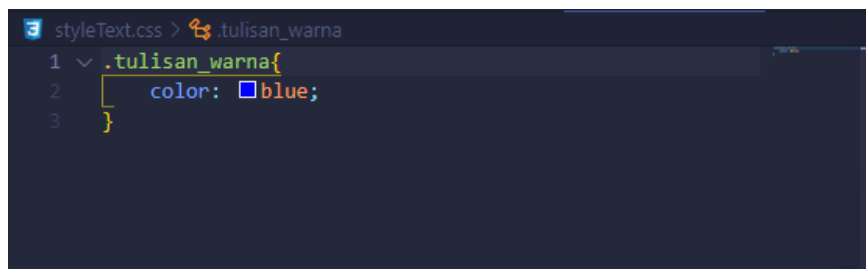 styleText.css > .tulisan_warna
1 .tulisan_warna{
2 color: blue;
3 }